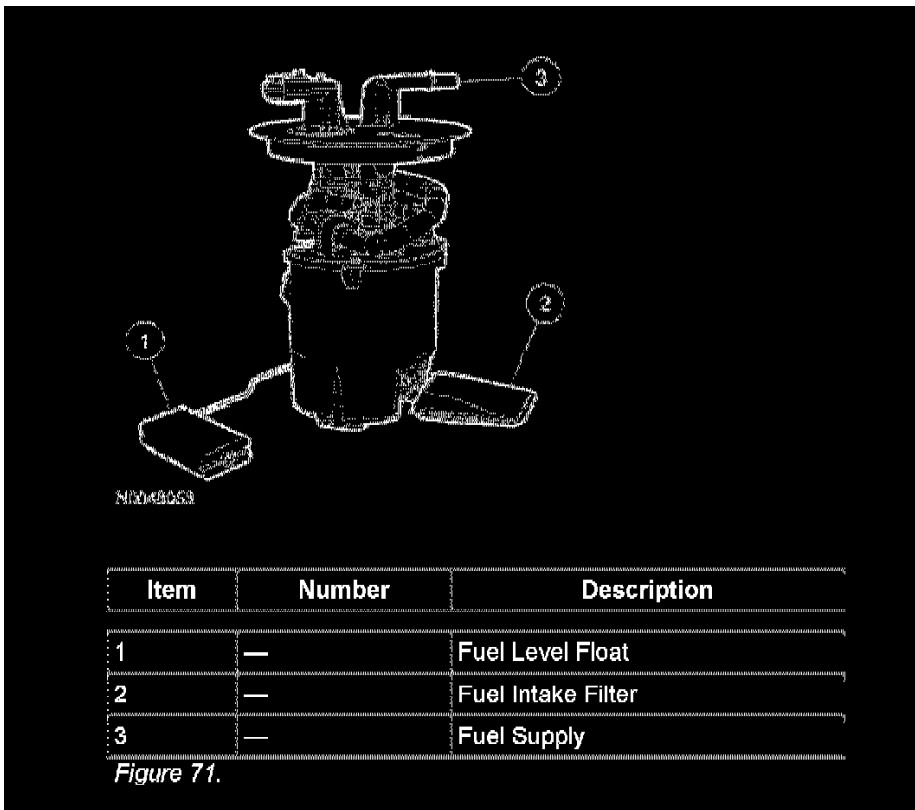 3
2
1
N0048053
Item Number Description
1 — Fuel Level Float
2 — Fuel Intake Filter
3 — Fuel Supply
Figure 71.